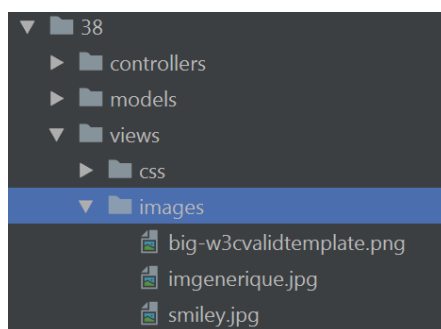 38
controllers
models
views
css
images
big-w3cvalidtemplate.png
imgenerique.jpg
smiley.jpg